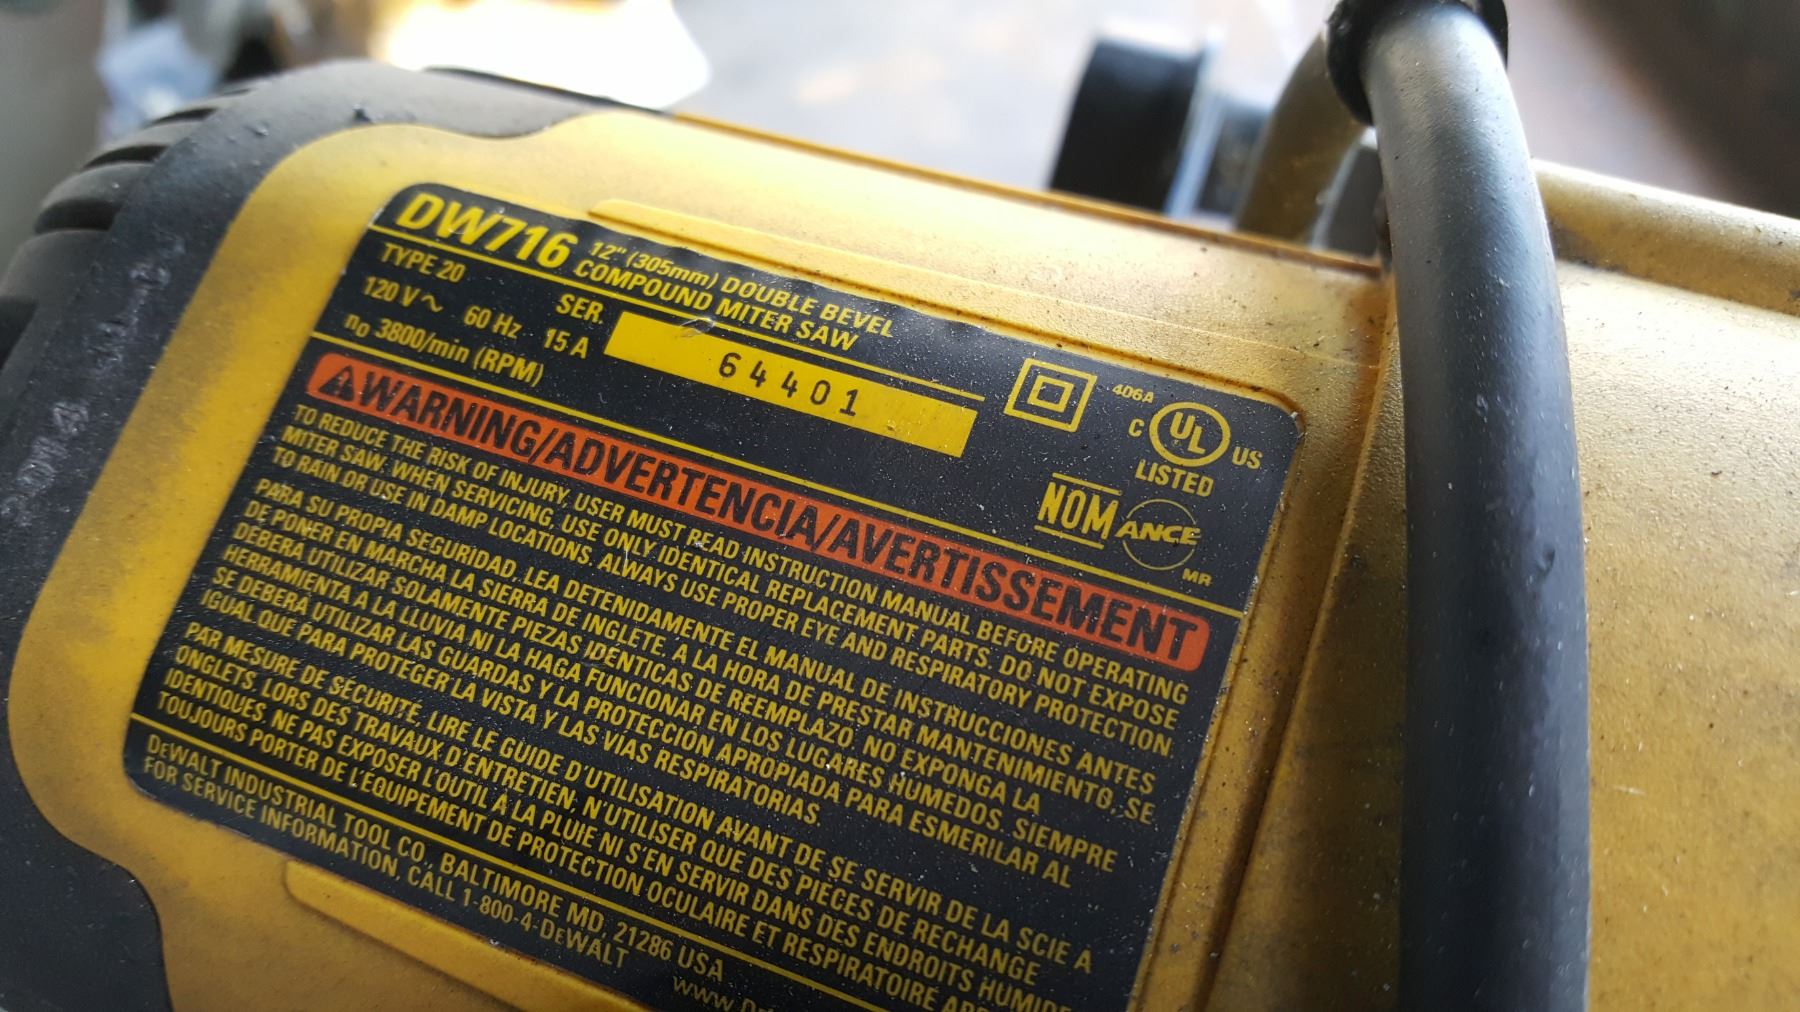 DW716 12" (305mm) DOUBLE BEVEL
COMPOUND MITER SAW
TYPE 20
SER.
64401
120 V ~ 60 Hz 15 A
no 3800/min (RPM)
406A
C UL US
LISTED
NOM ANCE
MR
WARNING/ADVERTENCIA/AVERTISSEMENT
TO REDUCE THE RISK OF INJURY, USER MUST READ INSTRUCTION MANUAL BEFORE OPERATING
MITER SAW. WHEN SERVICING, USE ONLY IDENTICAL REPLACEMENT PARTS. DO NOT EXPOSE
TO RAIN OR USE IN DAMP LOCATIONS. ALWAYS USE PROPER EYE AND RESPIRATORY PROTECTION.
PARA SU PROPIA SEGURIDAD, LEA DETENIDAMENTE EL MANUAL DE INSTRUCCIONES ANTES
DE PONER EN MARCHA LA SIERRA DE INGLETE. A LA HORA DE PRESTAR MANTENIMIENTO, SE
DEBERÁ UTILIZAR SOLAMENTE PIEZAS IDENTICAS DE REEMPLAZO. NO EXPONGA LA
HERRAMIENTA A LA LLUVIA NI LA HAGA FUNCIONAR EN LOS LUGARES HUMEDOS. SIEMPRE
SE DEBERÁ UTILIZAR LAS GUARDAS Y LA PROTECCIÓN APROPIADA PARA ESMERILAR AL
IGUAL QUE PARA PROTEGER LA VISTA Y LAS VIAS RESPIRATORIAS
PAR MESURE DE SÉCURITÉ, LIRE LE GUIDE D'UTILISATION AVANT DE SE SERVIR DE LA SCIE À
ONGLETS. LORS DES TRAVAUX D'ENTRETIEN, N'UTILISER QUE DES PIÈCES DE RECHANGE
IDENTIQUES. NE PAS EXPOSER L'OUTIL À LA PLUIE NI S'EN SERVIR DANS DES ENDROITS HUMIDE
TOUJOURS PORTER DE L'ÉQUIPEMENT DE PROTECTION OCULAIRE ET RESPIRATOIRE
DEWALT INDUSTRIAL TOOL CO., BALTIMORE MD, 21286 USA
FOR SERVICE INFORMATION, CALL 1-800-4-DEWALT